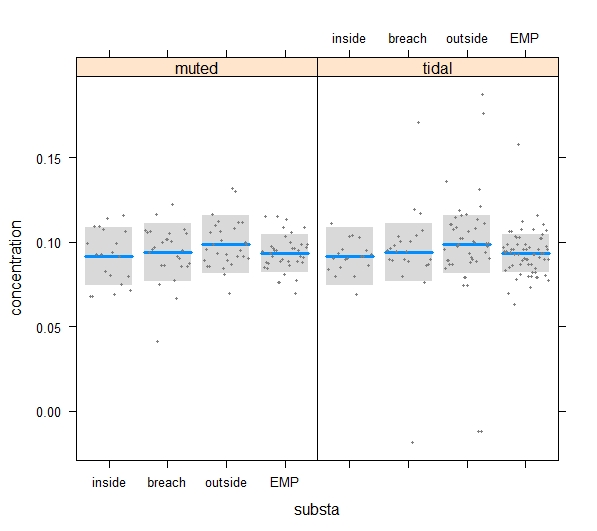 inside breach outside EMP
muted tidal
0.15
0.10
0.05
0.00
concentration
inside breach outside EMP
substa